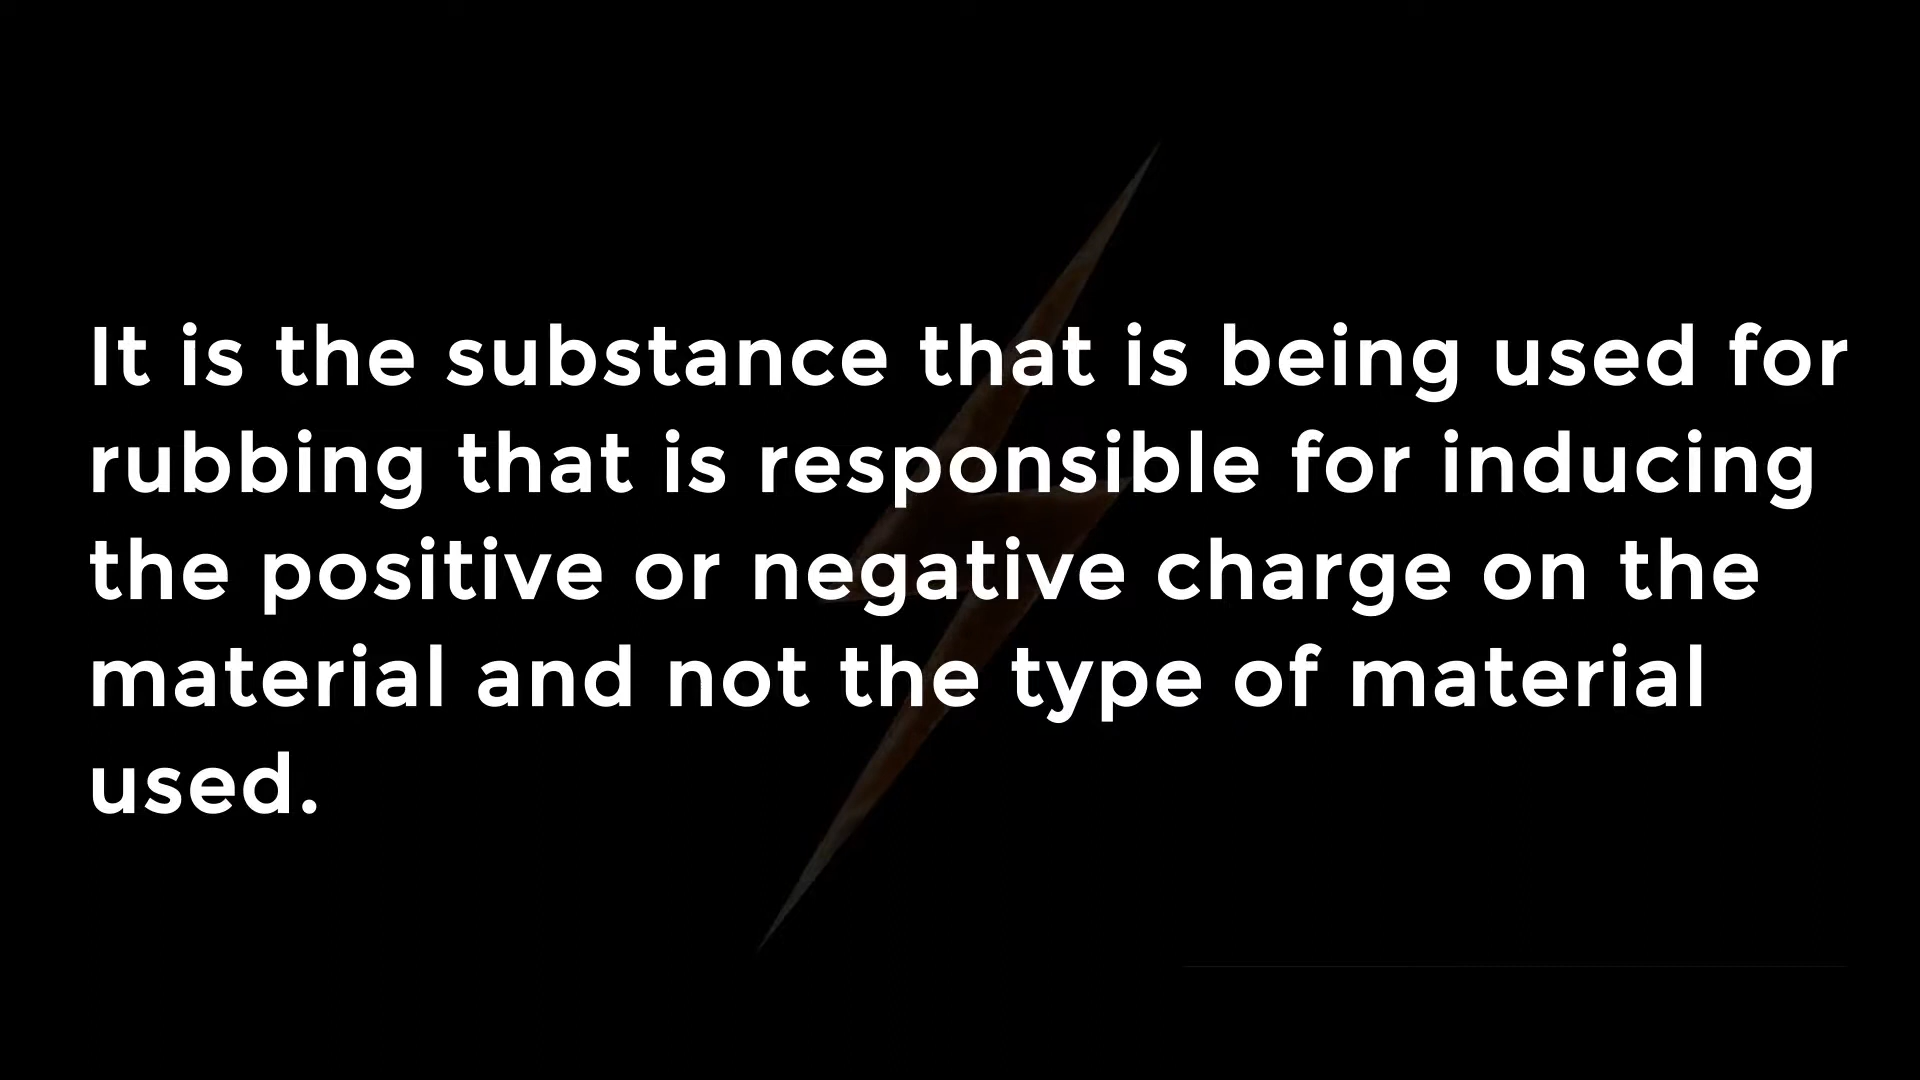 It is the substance that is being used for
rubbing that is responsible for inducing
the positive or negative charge on the
material and not the type of material
used.